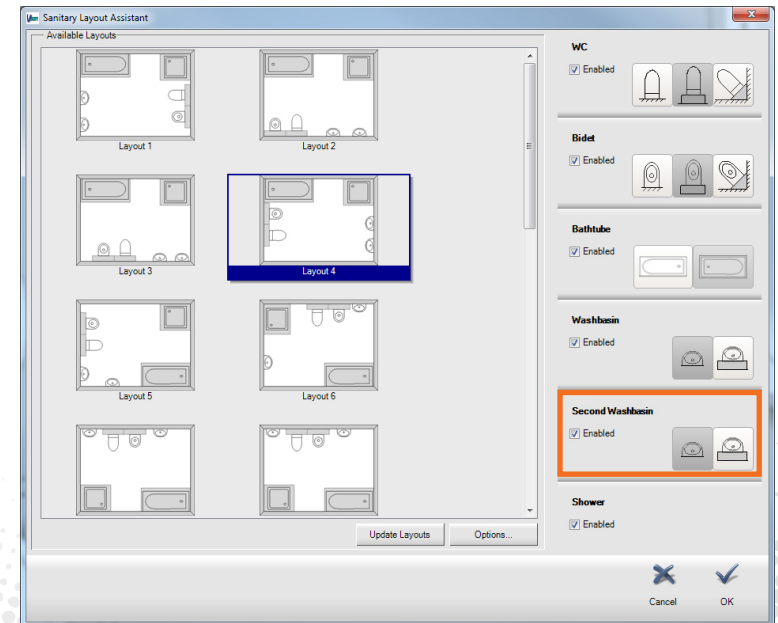 Sanitary Layout Assistant
Available Layouts
Layout 1
Layout 2
Layout 3
Layout 4
Layout 5
Layout 6
Update Layouts
Options...
WC
Enabled
Bidet
Enabled
Bathtube
Enabled
Washbasin
Enabled
Second Washbasin
Enabled
Shower
Enabled
Cancel
OK